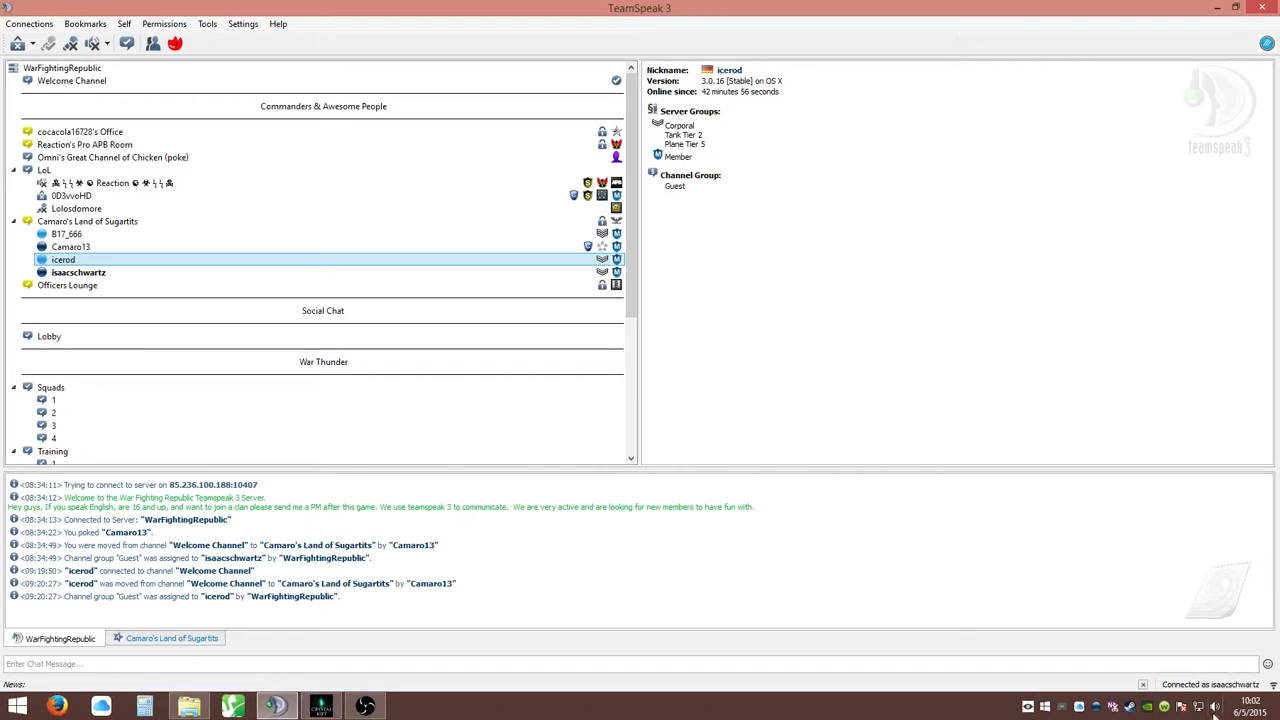 TeamSpeak 3
Connections Bookmarks Self Permissions Tools Settings Help
WarFightingRepublic
Welcome Channel
Commanders & Awesome People
cocacola16728's Office
Reaction's Pro APB Room
Omni's Great Channel of Chicken (poke)
LoL
Reaction
0D3vvoHD
Lolosdomore
Camaro's Land of Sugartits
B17_666
Camaro13
icerod
isaacschwartz
Officers Lounge
Social Chat
Lobby
War Thunder
Squads
1
2
3
4
Training
Nickname: icerod
Version: 3.0.16 [Stable] on OS X
Online since: 42 minutes 56 seconds
Server Groups:
Corporal
Tank Tier 2
Plane Tier 5
Member
Channel Group:
Guest
teamspeak3
<08:34:11> Trying to connect to server on 85.236.100.188:10407
<08:34:12> Welcome to the War Fighting Republic Teamspeak 3 Server.
Hey guys, If you speak English, are 16 and up, and want to join a clan please send me a PM after this game. We use teamspeak 3 to communicate. We are very active and are looking for new members to have fun with.
<08:34:13> Connected to Server: "WarFightingRepublic"
<08:34:22> You poked "Camaro13".
<08:34:49> You were moved from channel "Welcome Channel" to "Camaro's Land of Sugartits" by "Camaro13"
<08:34:49> Channel group "Guest" was assigned to "isaacschwartz" by "WarFightingRepublic".
<09:19:50> "icerod" connected to channel "Welcome Channel"
<09:20:27> "icerod" was moved from channel "Welcome Channel" to "Camaro's Land of Sugartits" by "Camaro13"
<09:20:27> Channel group "Guest" was assigned to "icerod" by "WarFightingRepublic".
WarFightingRepublic Camaro's Land of Sugartits
Enter Chat Message...
News: Connected as isaacschwartz
CRYSTAL RIFT
10:02
6/5/2015